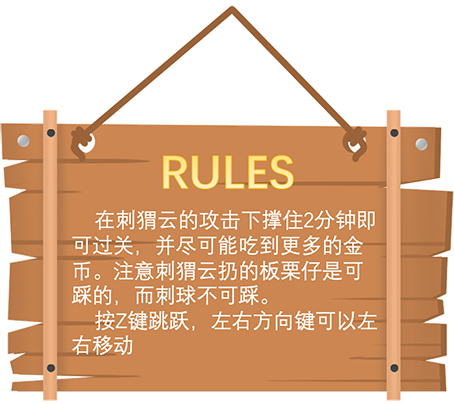 RULES
在刺猬云的攻击下撑住2分钟即
可过关，并尽可能吃到更多的金
币。注意刺猬云扔的板栗仔是可
踩的，而刺球不可踩。
按Z键跳跃，左右方向键可以左
右移动